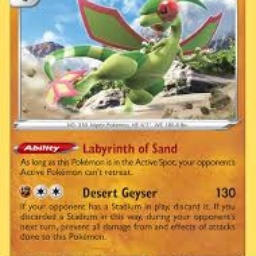 Ability Labyrinth of Sand
As long as this Pokémon is in the Active Spot, your opponent's
Active Pokémon can't retreat.
Desert Geyser 130
If your opponent has a Stadium in play, discard it. If you
discarded a Stadium in this way, during your opponent's
next turn, prevent all damage from and effects of attacks
done to this Pokémon.